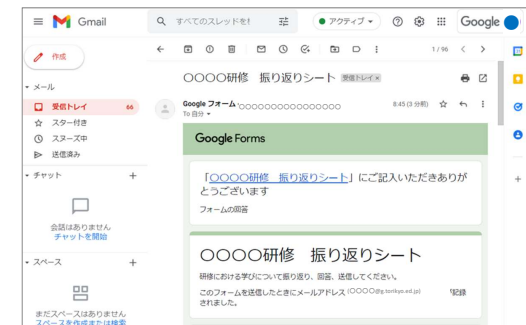 Gmail
すべてのスレッドを
アクティブ
Google
作成
1/96
メール
〇〇〇〇研修　振り返りシート 受信トレイ×
受信トレイ 66
Google フォーム
8:45 (3 分前)
To 自分
スター付き
スヌーズ中
送信済み
Google Forms
チャット
「〇〇〇〇研修　振り返りシート」にご記入いただきありが
とうございます
フォームの回答
会話はありません
チャットを開始
〇〇〇〇研修　振り返りシート
スペース
研修における学びについて振り返り、回答、送信してください。
このフォームを送信したときにメールアドレス
記録
されました。
まだスペースはありません
スペースを作成または検索